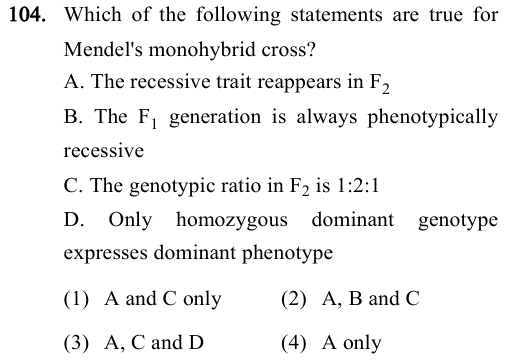 104. Which of the following statements are true for
Mendel's monohybrid cross?
A. The recessive trait reappears in F₂
B. The F₁ generation is always phenotypically
recessive
C. The genotypic ratio in F₂ is 1:2:1
D. Only homozygous dominant genotype
expresses dominant phenotype
(1) A and C only (2) A, B and C
(3) A, C and D (4) A only